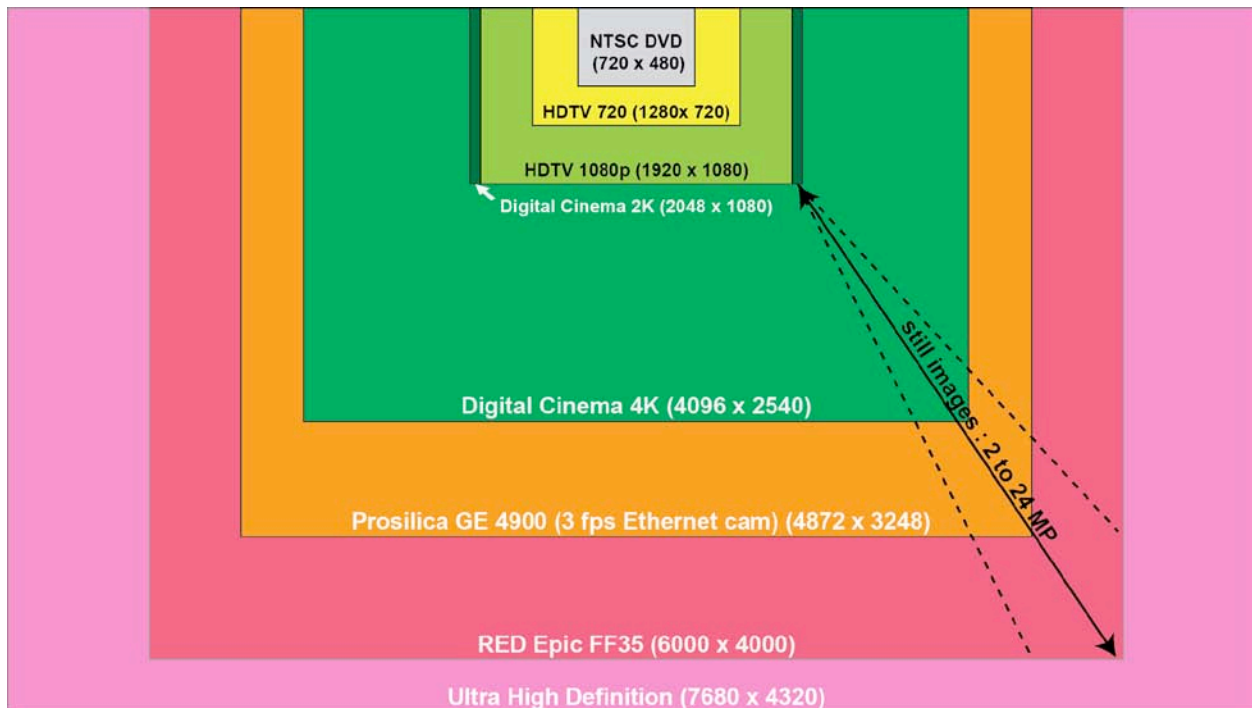 NTSC DVD
(720 x 480)
HDTV 720 (1280x 720)
HDTV 1080p (1920 x 1080)
Digital Cinema 2K (2048 x 1080)
still images : 2 to 24 MP
Digital Cinema 4K (4096 x 2540)
Prosilica GE 4900 (3 fps Ethernet cam) (4872 x 3248)
RED Epic FF35 (6000 x 4000)
Ultra High Definition (7680 x 4320)